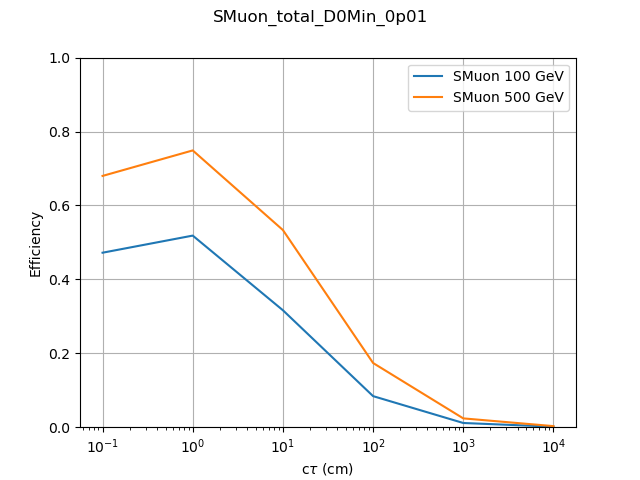 SMuon_total_D0Min_0p01
SMuon 100 GeV
SMuon 500 GeV
Efficiency
1.0
0.8
0.6
0.4
0.2
0.0
10⁻¹ 10⁰ 10¹ 10² 10³ 10⁴
cτ (cm)